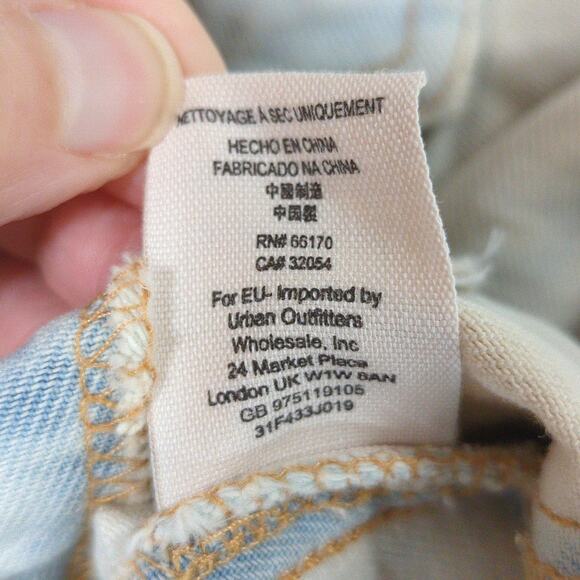 NETTOYAGE À SEC UNIQUEMENT
HECHO EN CHINA
FABRICADO NA CHINA
中國制造
中国製
RN# 66170
CA# 32054
For EU- Imported by
Urban Outfitters
Wholesale, Inc
24 Market Place
London UK W1W 8AN
GB 975119105
31F433J019